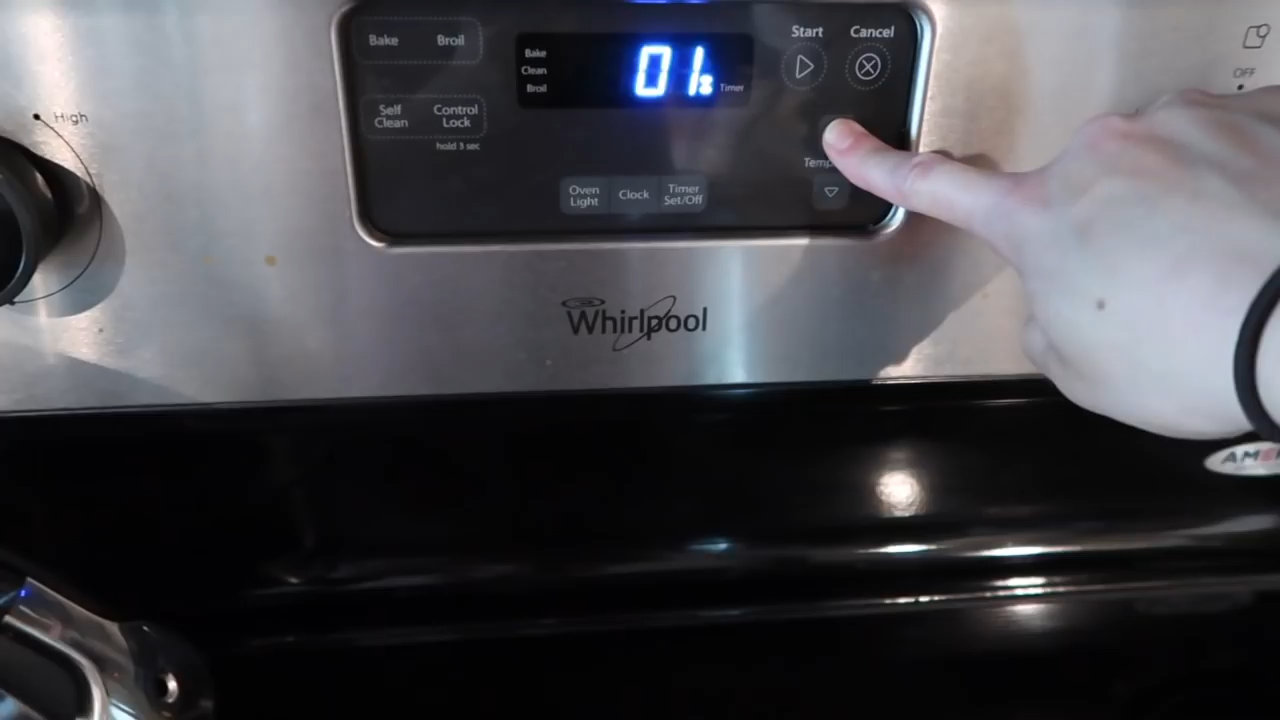 Bake Broil
Self Clean
Control Lock
hold 3 sec
Bake
Clean
Broil
01
Timer
Start Cancel
Oven Light
Clock
Timer Set/Off
High
OFF
Whirlpool